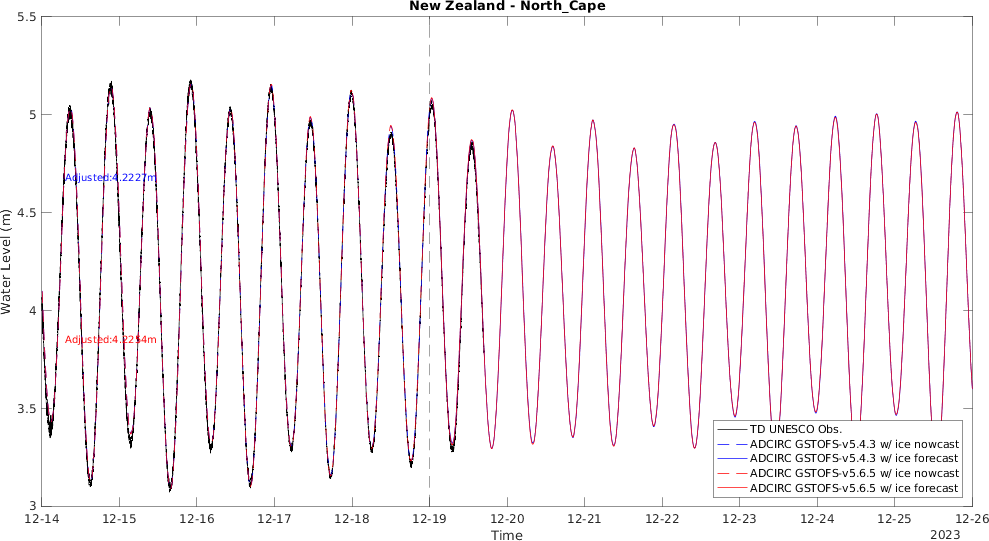 New Zealand - North_Cape
5.5
5
4.5
4
3.5
3
Water Level (m)
Adjusted:4.2227m
Adjusted:4.2254m
TD UNESCO Obs.
ADCIRC GSTOFS-v5.4.3 w/ ice nowcast
ADCIRC GSTOFS-v5.4.3 w/ ice forecast
ADCIRC GSTOFS-v5.6.5 w/ ice nowcast
ADCIRC GSTOFS-v5.6.5 w/ ice forecast
12-14 12-15 12-16 12-17 12-18 12-19 12-20 12-21 12-22 12-23 12-24 12-25 12-26
Time
2023